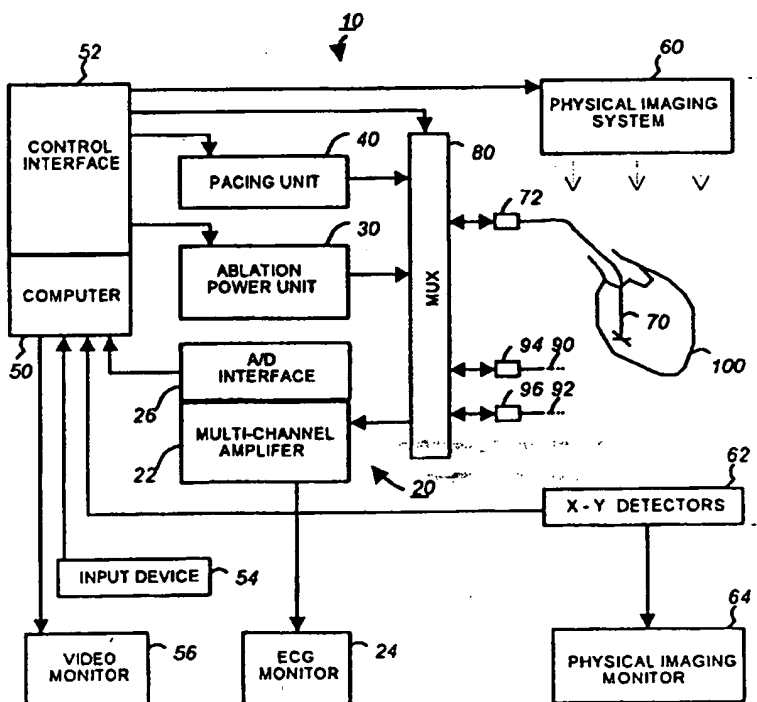 10
52
60
CONTROL
INTERFACE
PHYSICAL IMAGING
SYSTEM
40
80
PACING UNIT
72
30
ABLATION
POWER UNIT
MUX
COMPUTER
70
100
50
A/D
INTERFACE
94
90
26
96
92
MULTI-CHANNEL
AMPLIFER
22
20
62
X-Y DETECTORS
INPUT DEVICE
54
64
VIDEO
MONITOR
56
ECG
MONITOR
24
PHYSICAL IMAGING
MONITOR